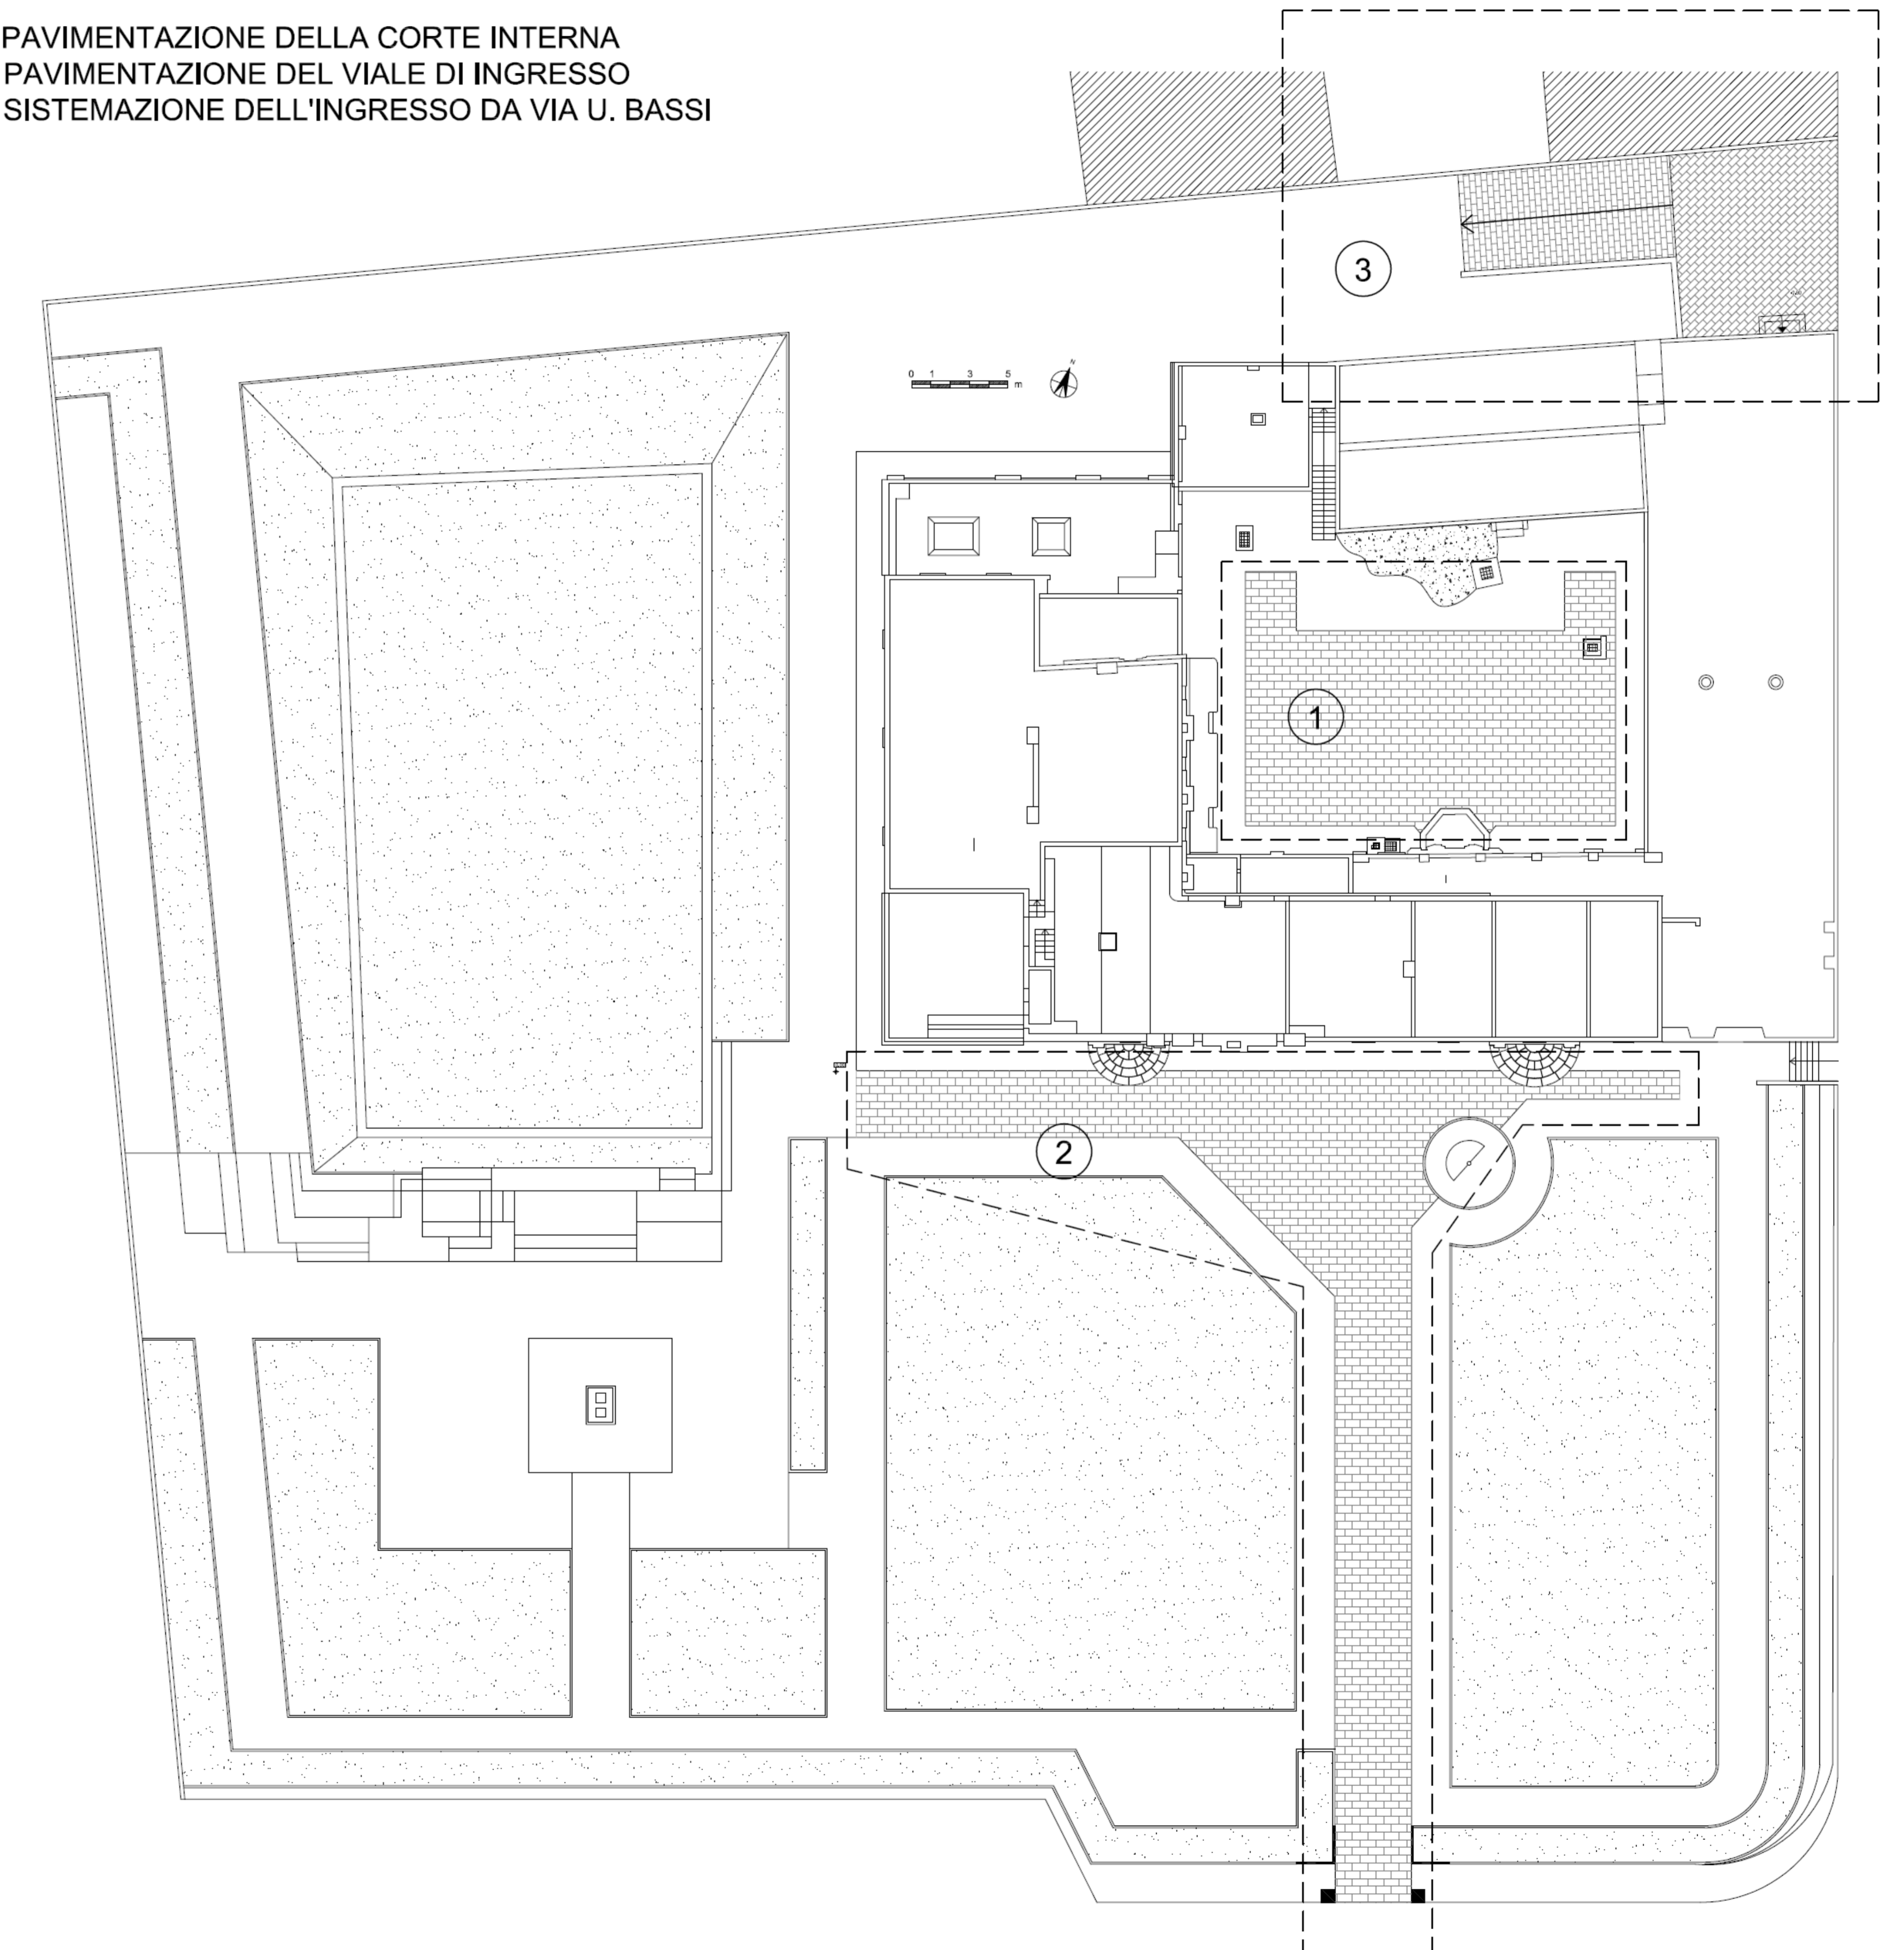 PAVIMENTAZIONE DELLA CORTE INTERNA
PAVIMENTAZIONE DEL VIALE DI INGRESSO
SISTEMAZIONE DELL'INGRESSO DA VIA U. BASSI
3
0 1 3 5 m
N
1
2